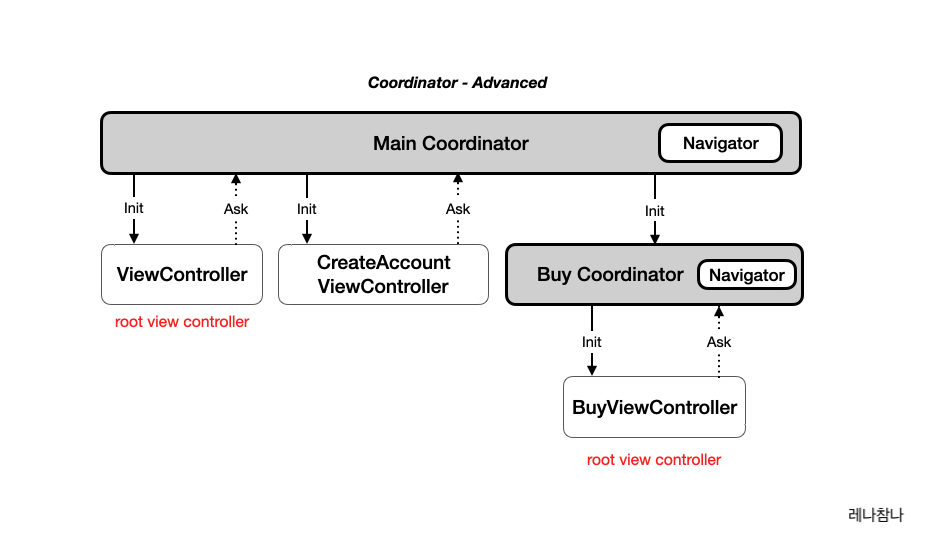 Coordinator - Advanced
Main Coordinator
Navigator
Init
Ask
Init
Ask
Init
ViewController
CreateAccount
ViewController
Buy Coordinator
Navigator
root view controller
Init
Ask
BuyViewController
root view controller
레나참나